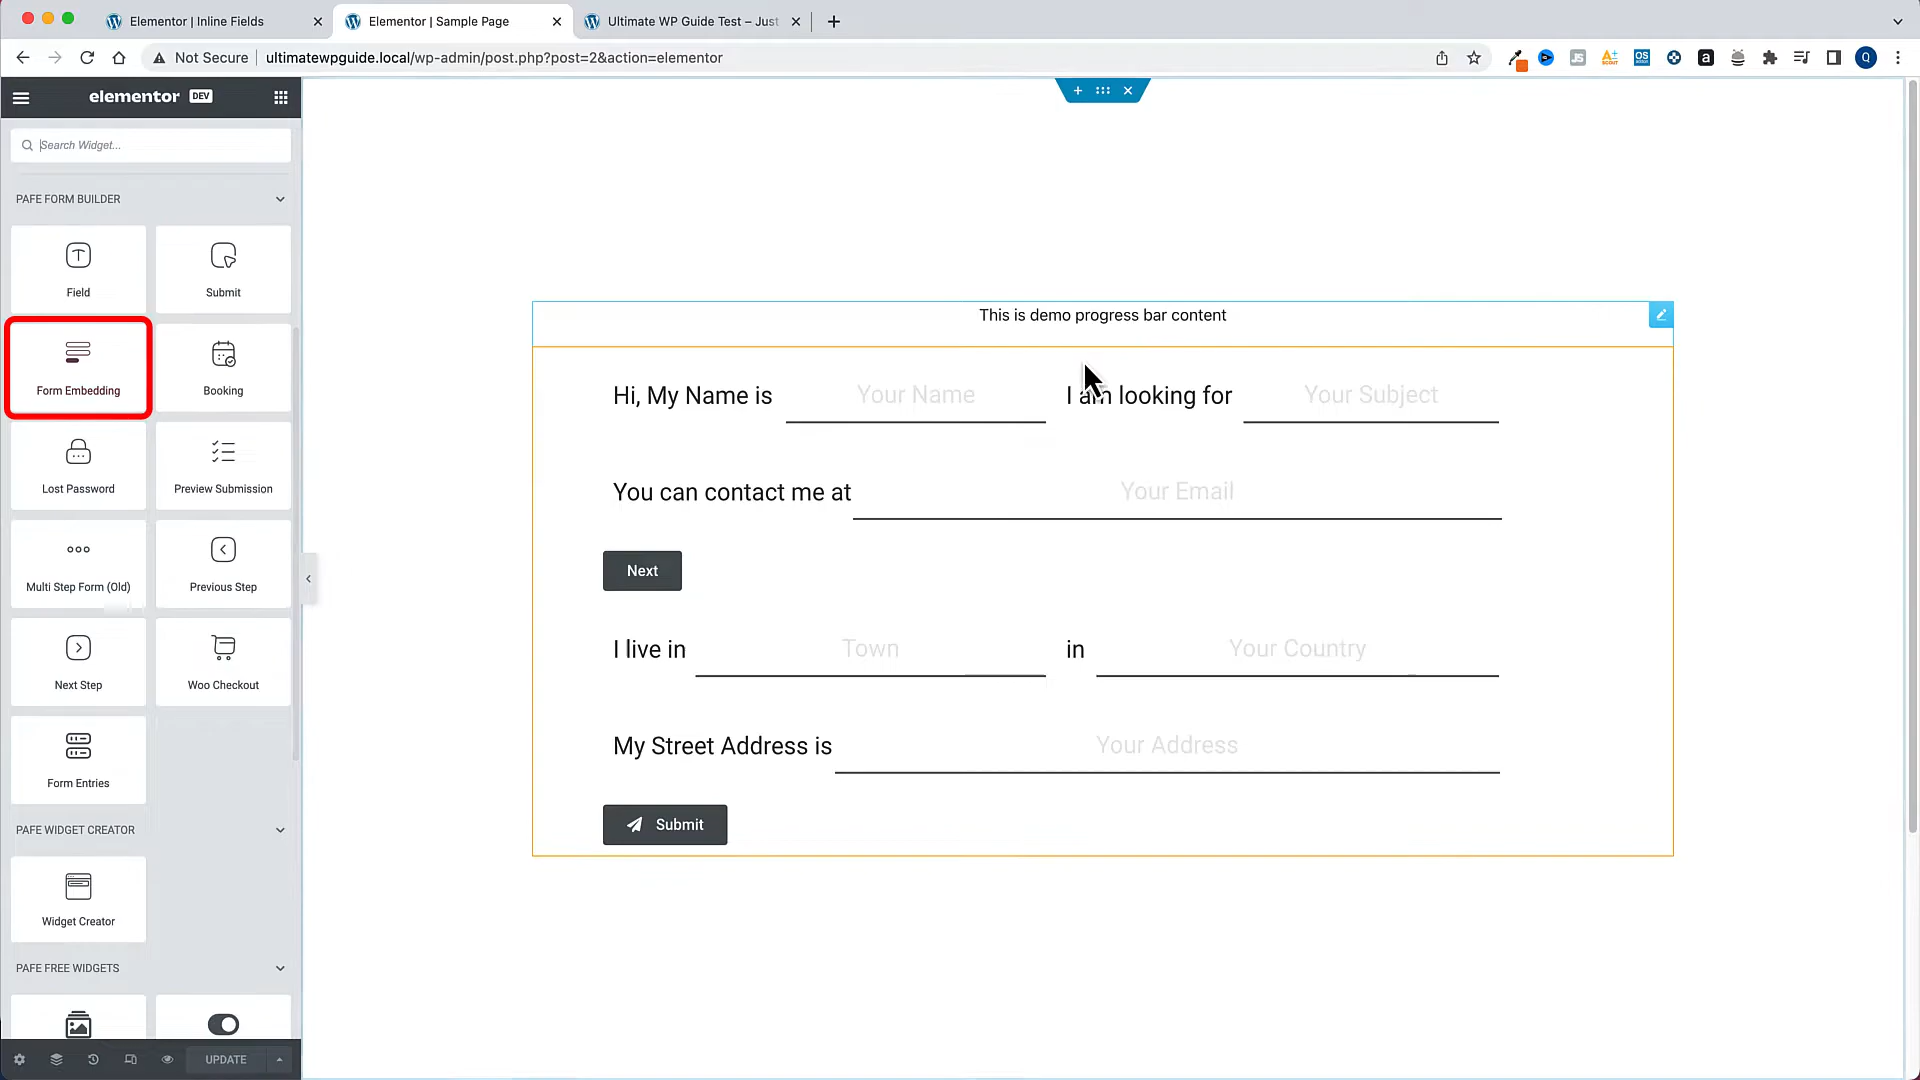 Elementor | Inline Fields
Elementor | Sample Page
Ultimate WP Guide Test – Just
Not Secure
ultimatewpguide.local/wp-admin/post.php?post=2&action=elementor
elementor DEV
Search Widget...
PAFE FORM BUILDER
Field
Submit
Form Embedding
Booking
Lost Password
Preview Submission
Multi Step Form (Old)
Previous Step
Next Step
Woo Checkout
Form Entries
PAFE WIDGET CREATOR
Widget Creator
PAFE FREE WIDGETS
UPDATE
This is demo progress bar content
Hi, My Name is Your Name I am looking for Your Subject
You can contact me at Your Email
Next
I live in Town in Your Country
My Street Address is Your Address
Submit